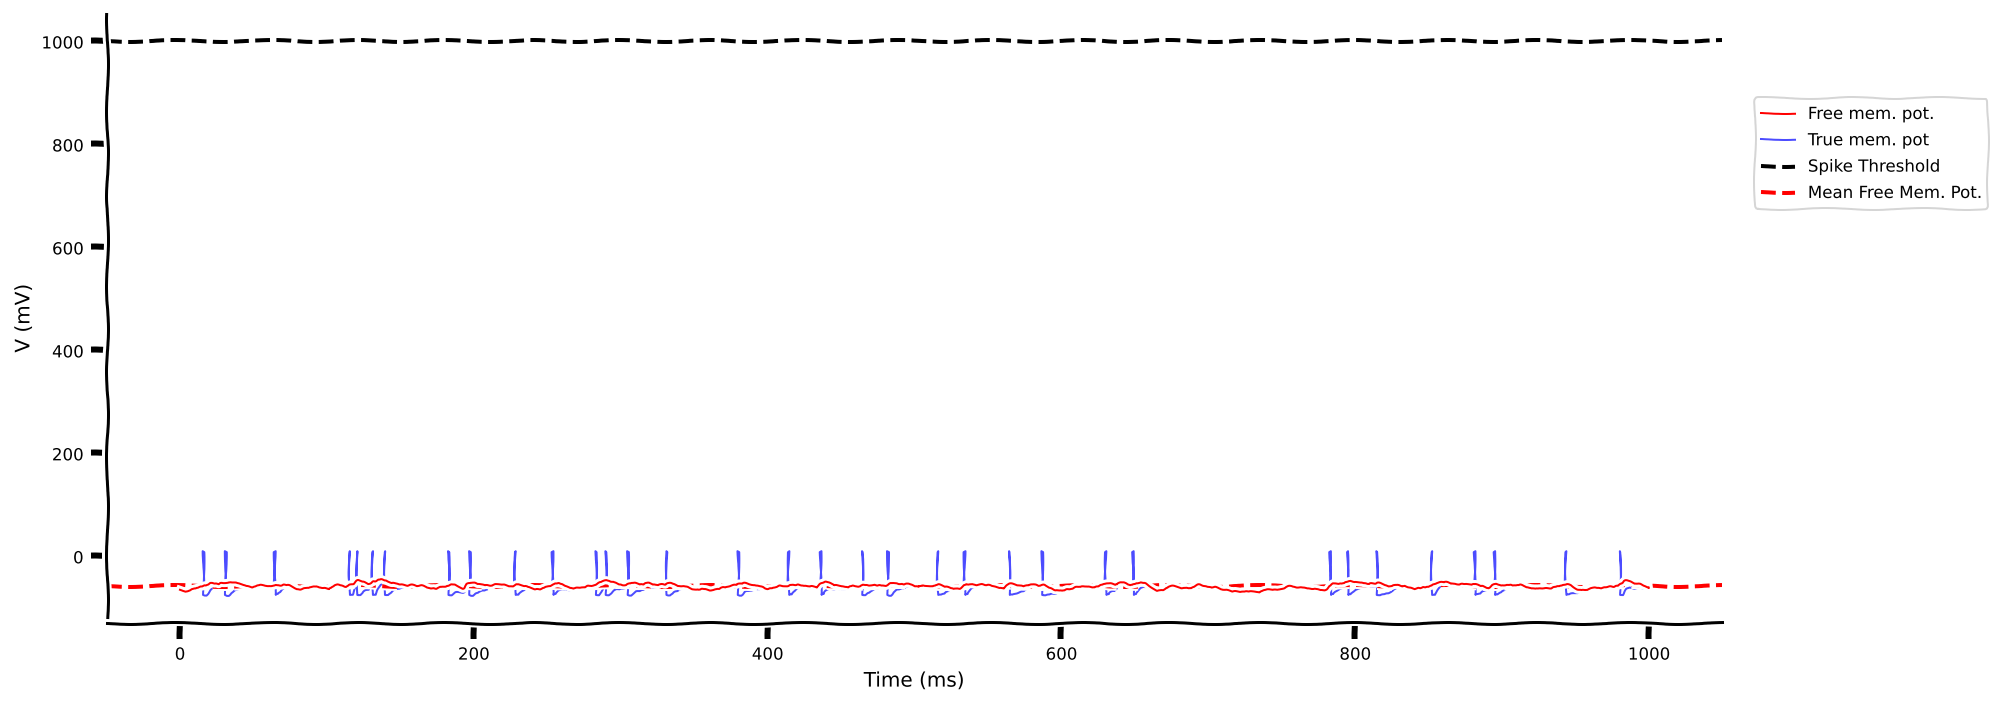 1000
800
600
400
200
0
V (mV)
0 200 400 600 800 1000
Time (ms)
Free mem. pot.
True mem. pot
Spike Threshold
Mean Free Mem. Pot.